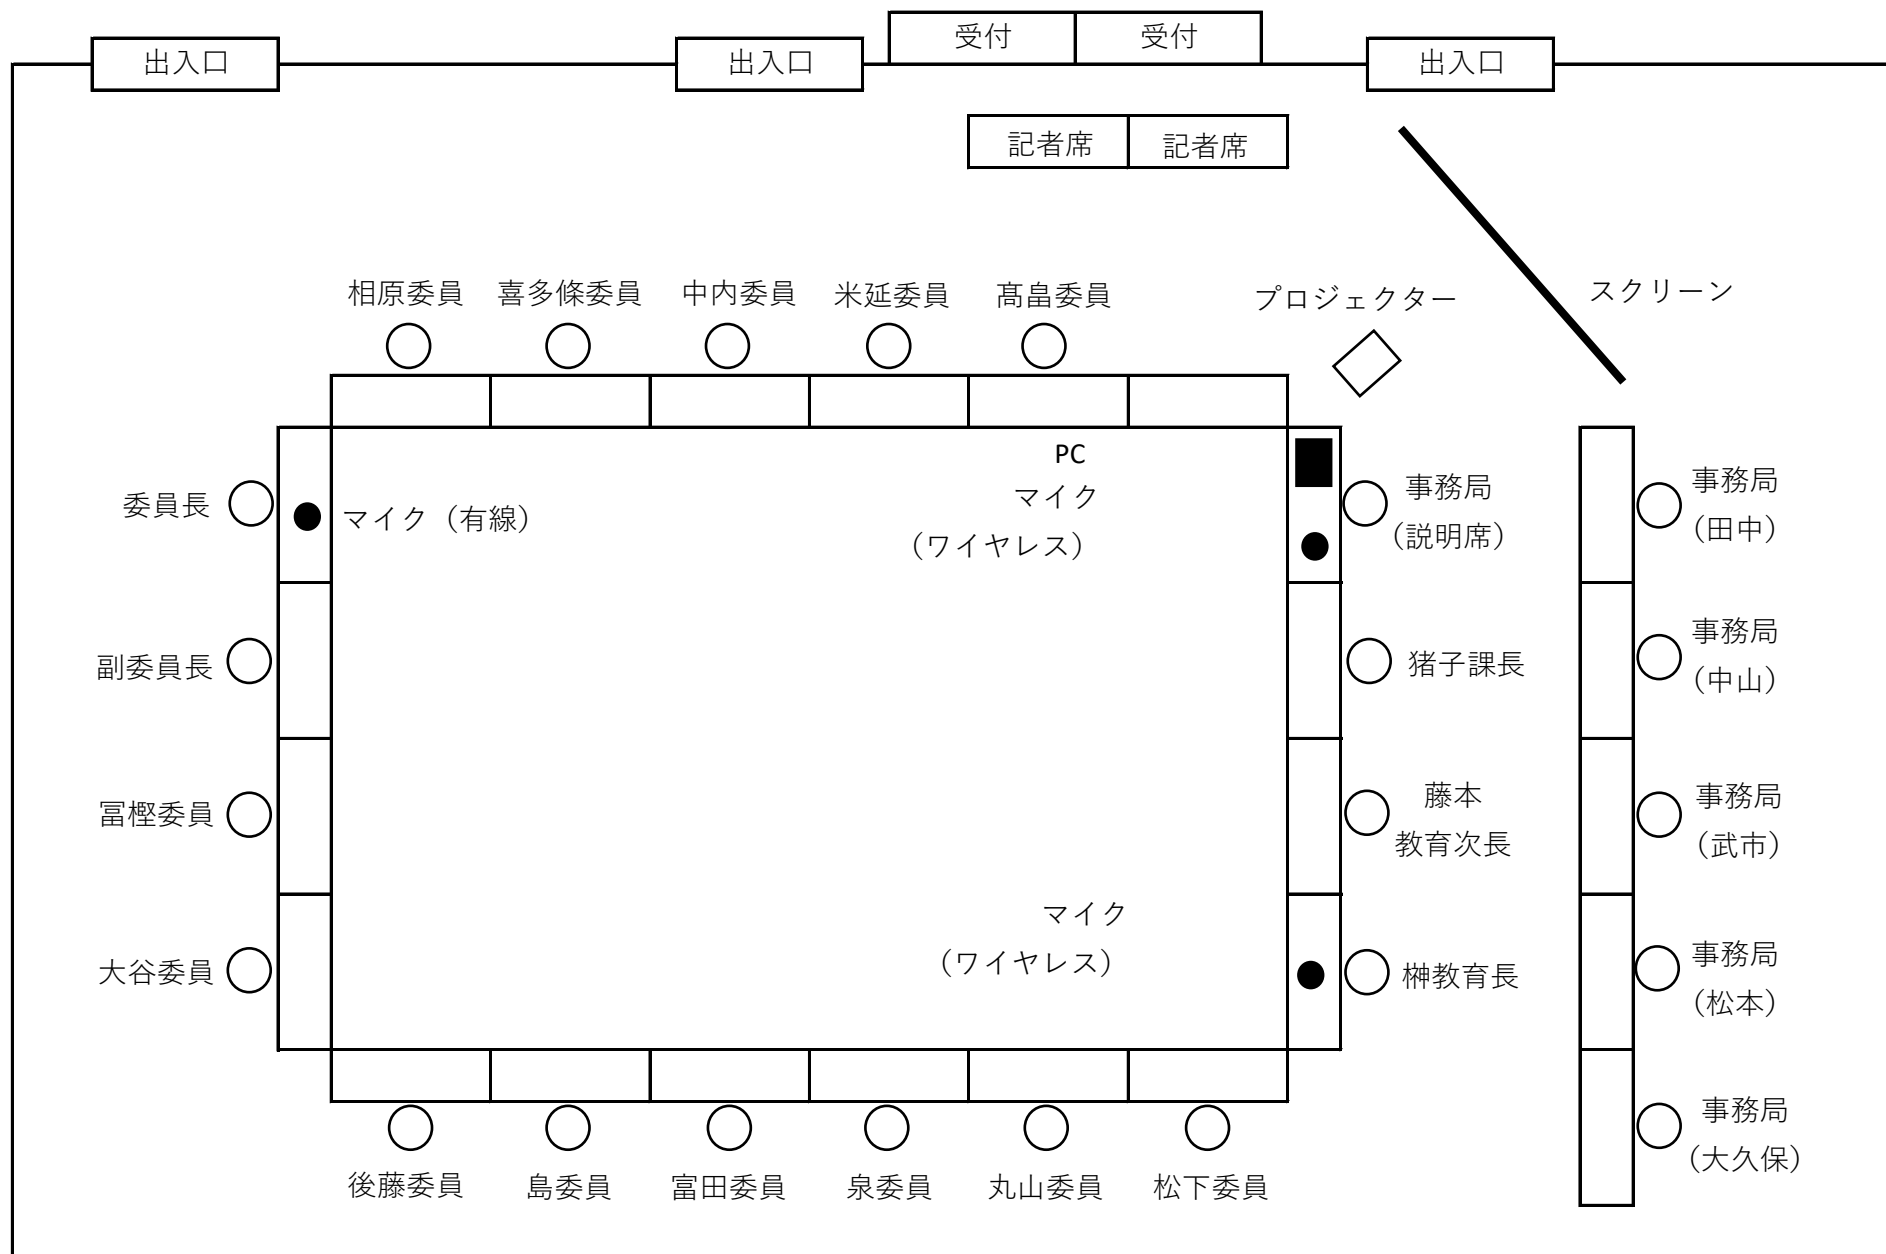 受付
受付
出入口
出入口
出入口
記者席
記者席
相原委員
喜多條委員
中内委員
米延委員
髙畠委員
プロジェクター
スクリーン
PC
マイク
（ワイヤレス）
マイク（有線）
委員長
副委員長
冨樫委員
大谷委員
事務局
（説明席）
猪子課長
藤本
教育次長
マイク
（ワイヤレス）
榊教育長
事務局
（田中）
事務局
（中山）
事務局
（武市）
事務局
（松本）
事務局
（大久保）
後藤委員
島委員
富田委員
泉委員
丸山委員
松下委員